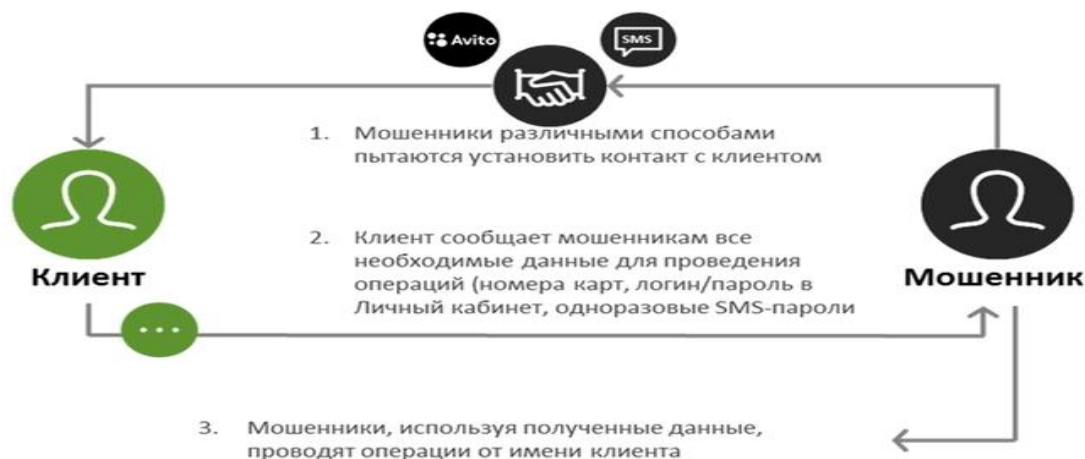 Avito
SMS
1. Мошенники различными способами
пытаются установить контакт с клиентом
2. Клиент сообщает мошенникам все
необходимые данные для проведения
операций (номера карт, логин/пароль в
Личный кабинет, одноразовые SMS-пароли
Клиент
Мошенник
3. Мошенники, используя полученные данные,
проводят операции от имени клиента